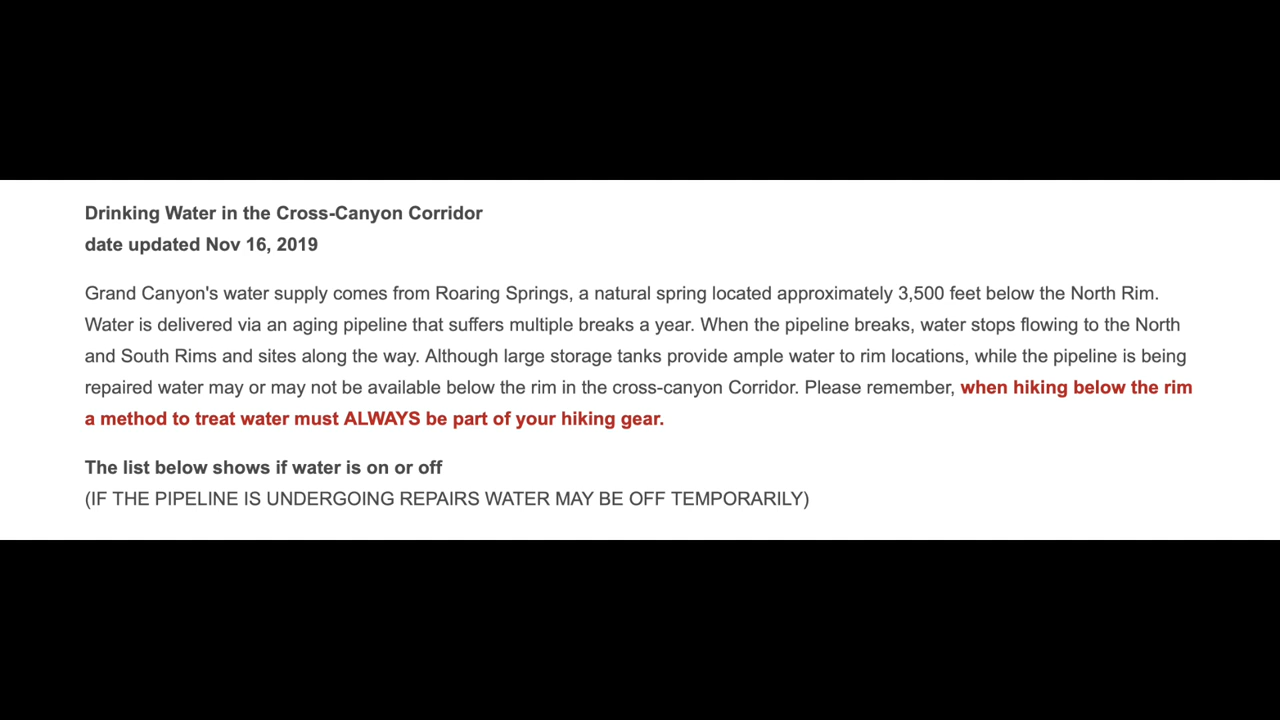 Drinking Water in the Cross-Canyon Corridor
date updated Nov 16, 2019
Grand Canyon's water supply comes from Roaring Springs, a natural spring located approximately 3,500 feet below the North Rim.
Water is delivered via an aging pipeline that suffers multiple breaks a year. When the pipeline breaks, water stops flowing to the North
and South Rims and sites along the way. Although large storage tanks provide ample water to rim locations, while the pipeline is being
repaired water may or may not be available below the rim in the cross-canyon Corridor. Please remember, when hiking below the rim
a method to treat water must ALWAYS be part of your hiking gear.
The list below shows if water is on or off
(IF THE PIPELINE IS UNDERGOING REPAIRS WATER MAY BE OFF TEMPORARILY)